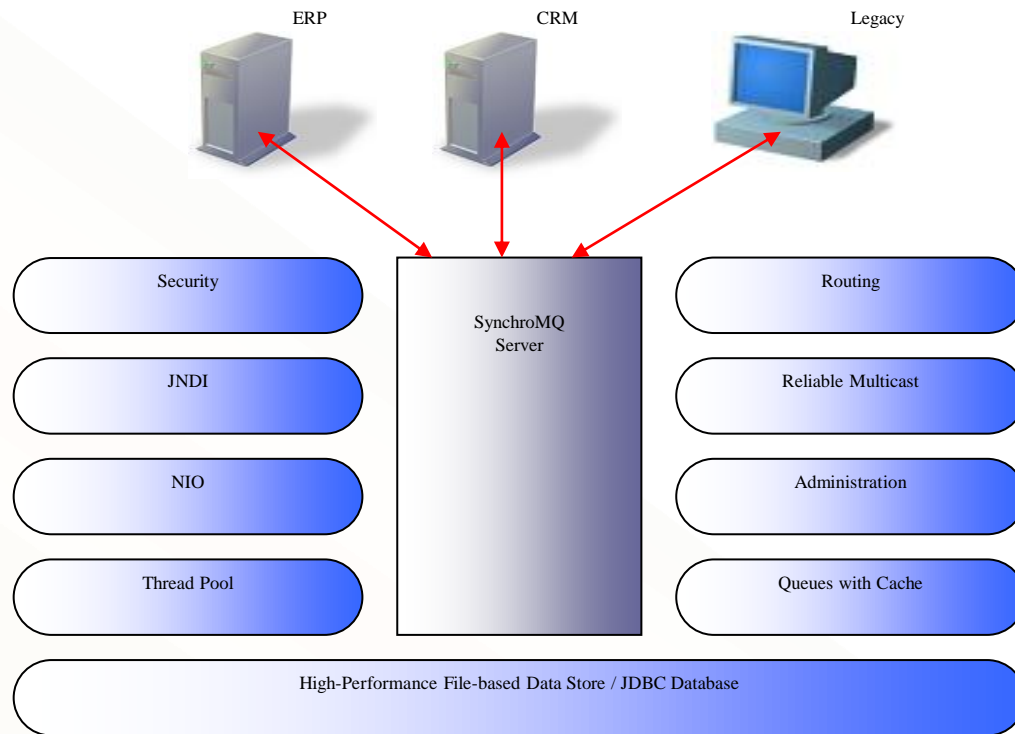 ERP
CRM
Legacy
Security
SynchroMQ
Server
Routing
JNDI
Reliable Multicast
NIO
Administration
Thread Pool
Queues with Cache
High-Performance File-based Data Store / JDBC Database